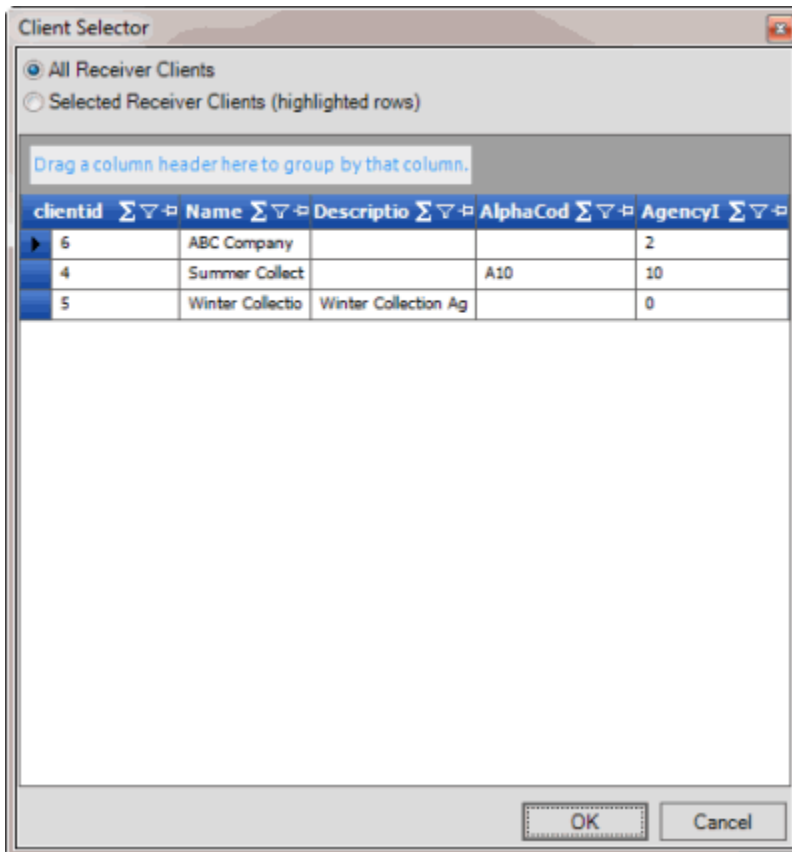 Client Selector
All Receiver Clients
Selected Receiver Clients (highlighted rows)
Drag a column header here to group by that column.
clientid Σ Name Σ Descriptio Σ AlphaCod Σ AgencyI Σ
6 ABC Company 2
4 Summer Collect A10 10
5 Winter Collectio Winter Collection Ag 0
OK Cancel